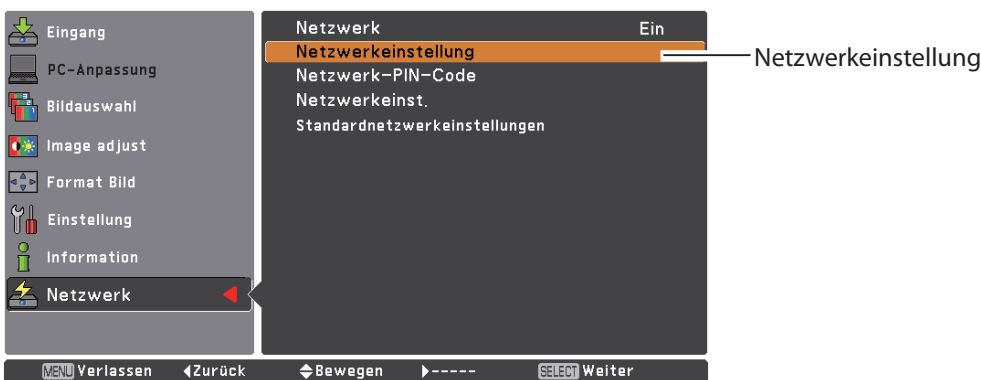 Eingang
PC-Anpassung
Bildauswahl
Image adjust
Format Bild
Einstellung
Information
Netzwerk
Netzwerk Ein
Netzwerkeinstellung
Netzwerk-PIN-Code
Netzwerkeinst.
Standardnetzwerkeinstellungen
Netzwerkeinstellung
MENU Verlassen ◀Zurück ◆Bewegen ▶----- SELECT Weiter